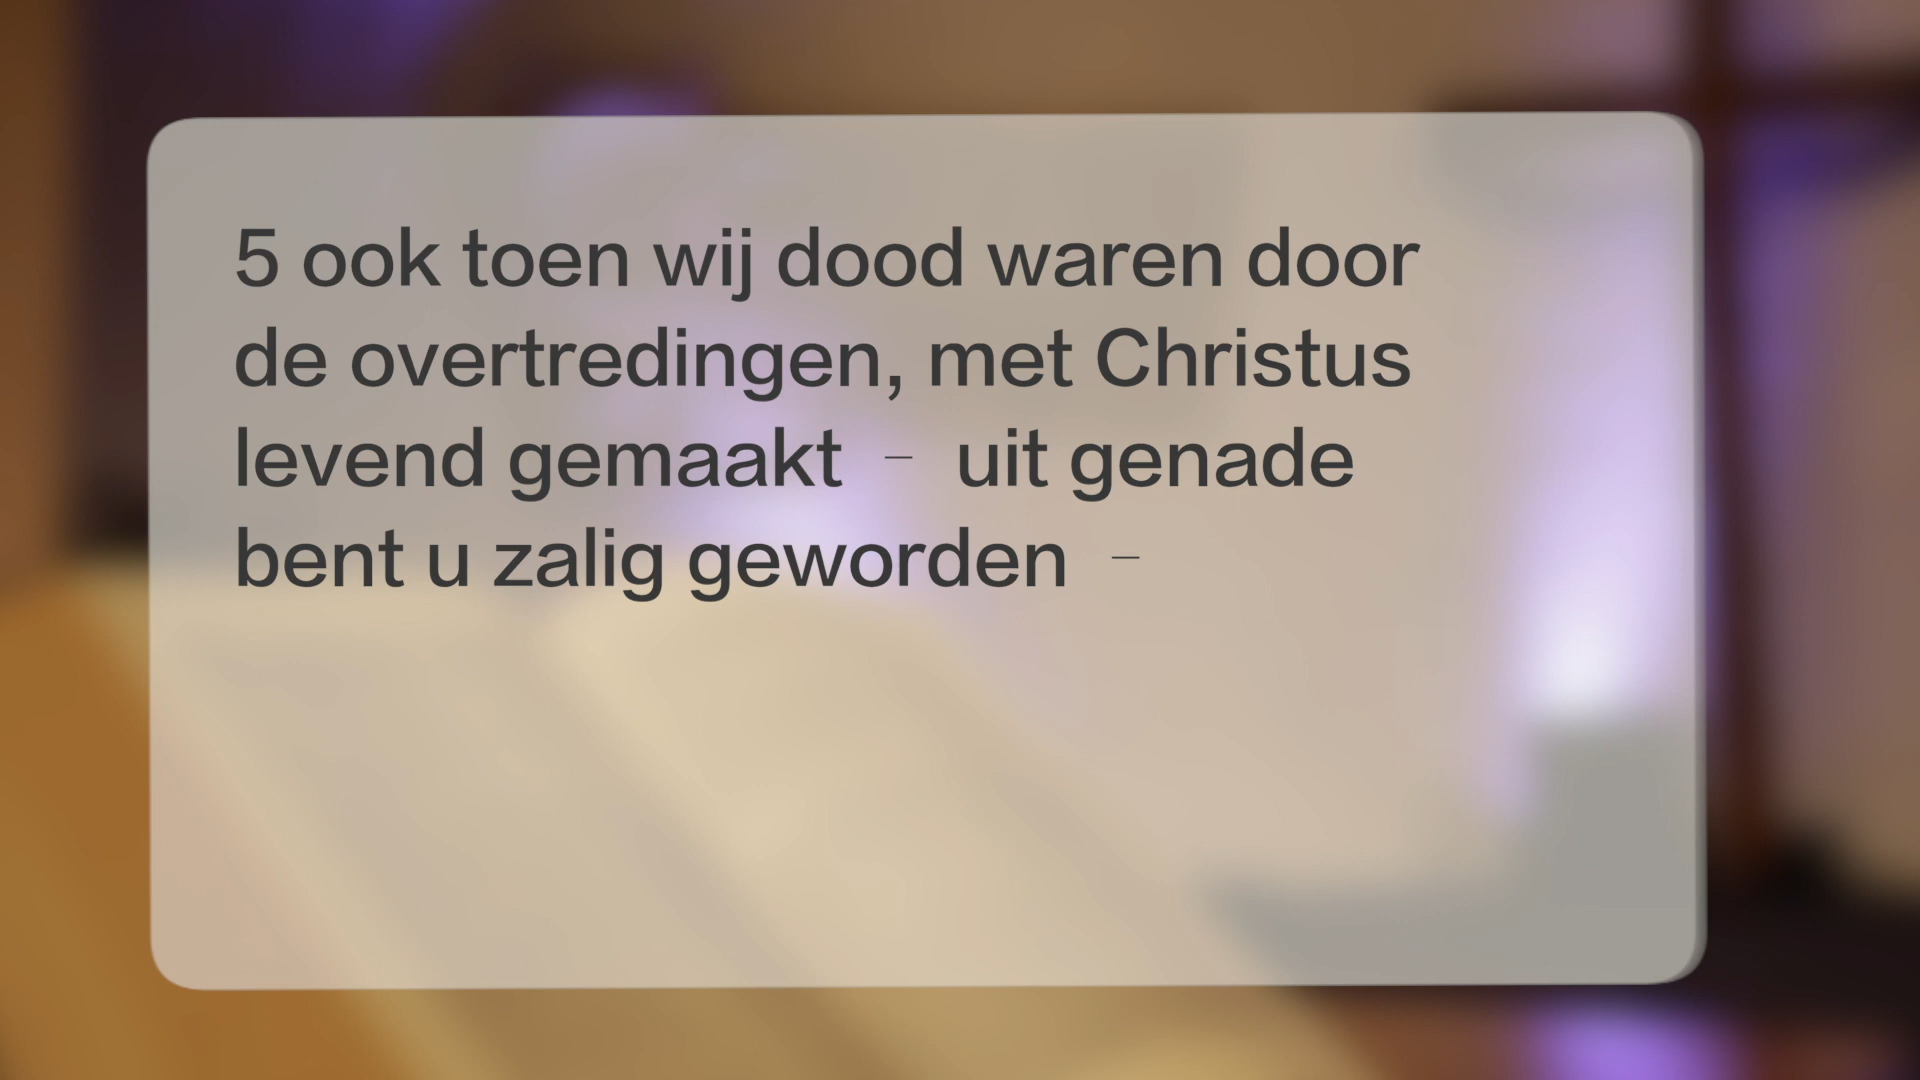 5 ook toen wij dood waren door
de overtredingen, met Christus
levend gemaakt – uit genade
bent u zalig geworden –